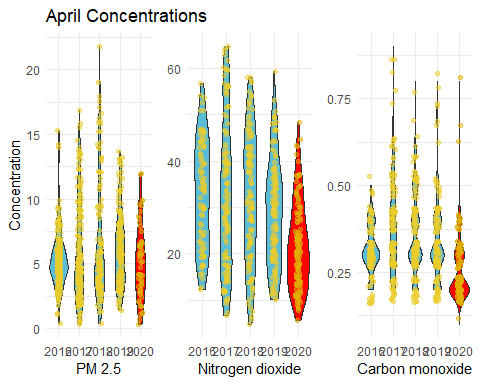 April Concentrations
Concentration
20
15
10
5
0
2016 2017 2018 2019 2020
PM 2.5
60
40
20
2016 2017 2018 2019 2020
Nitrogen dioxide
0.75
0.50
0.25
2016 2017 2018 2019 2020
Carbon monoxide